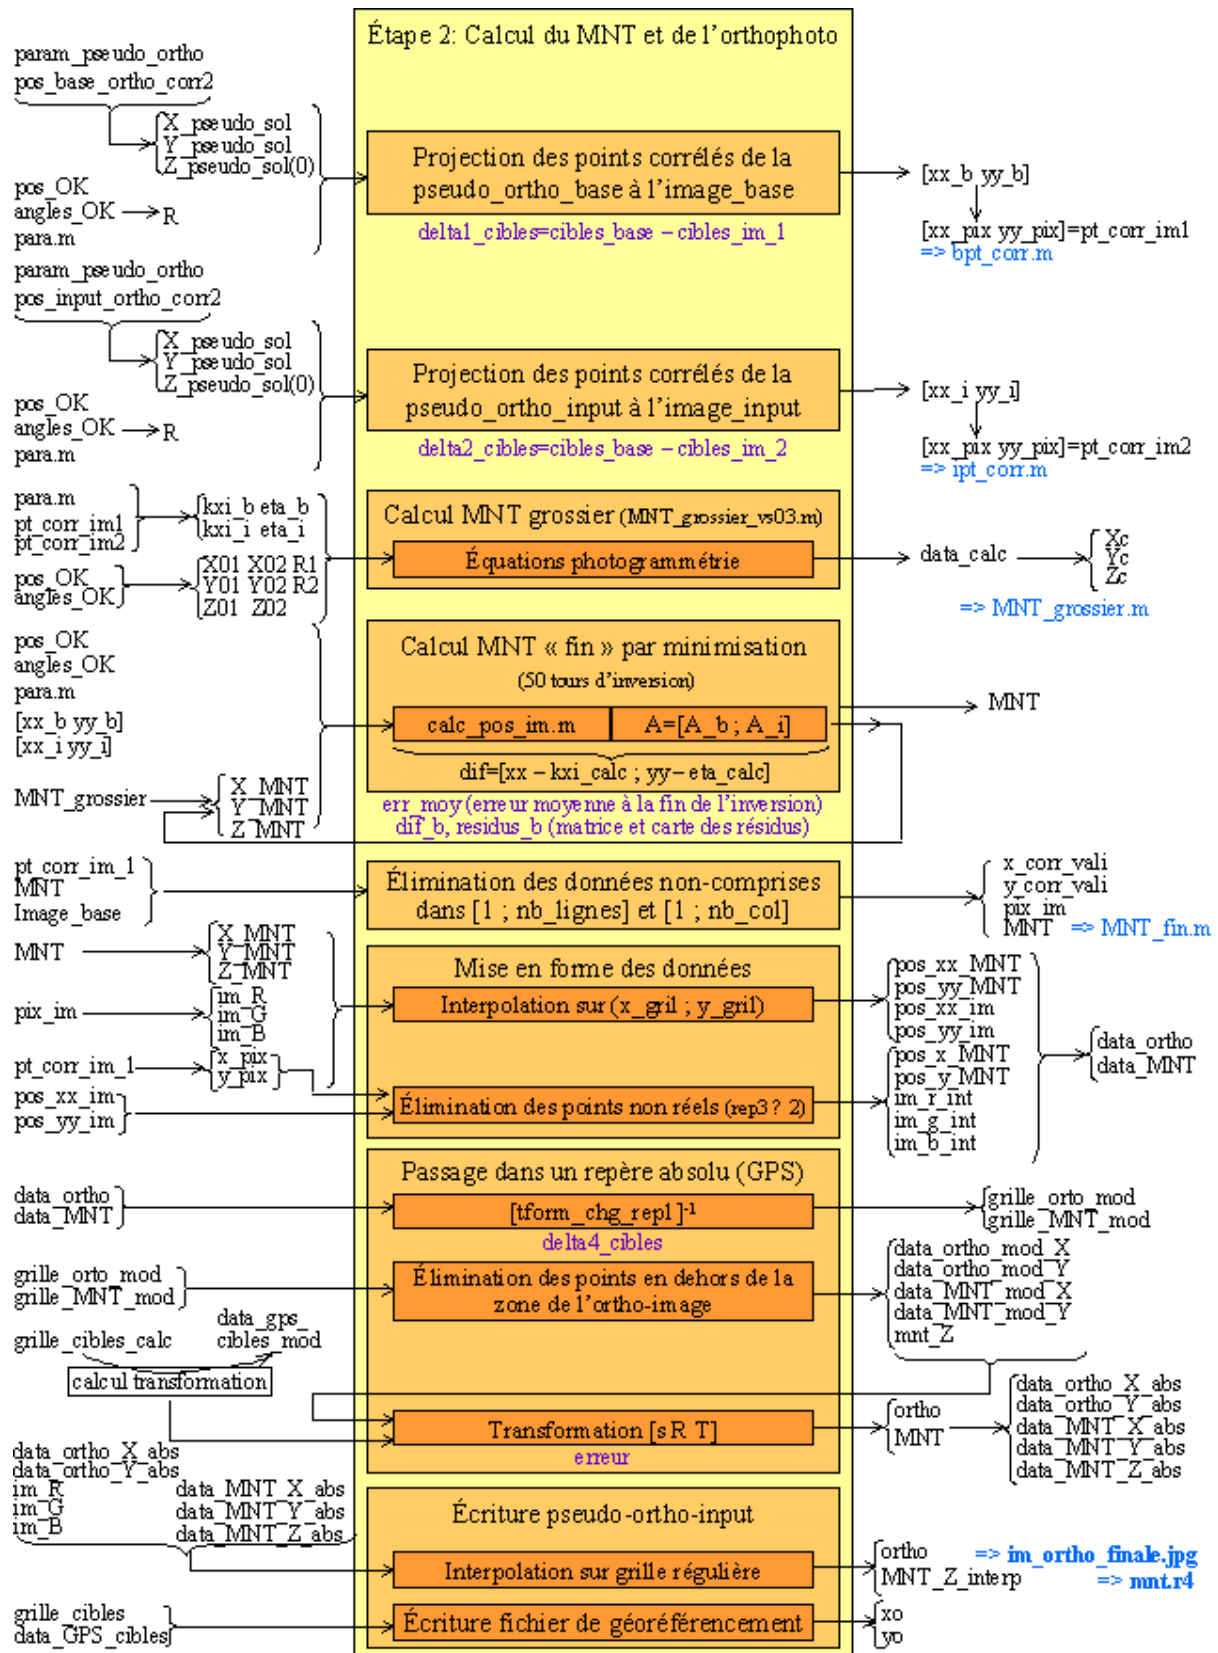 Étape 2: Calcul du MNT et de l'orthophoto
param_pseudo_ortho
pos_base_ortho_corr2
X_pseudo_sol
Y_pseudo_sol
Z_pseudo_sol(0)
pos_OK
angles_OK
R
para.m
Projection des points corrélés de la
pseudo_ortho_base à l'image_base
delta1_cibles=cibles_base – cibles_im_1
[xx_b yy_b]
[xx_pix yy_pix]=pt_corr_im1
=> bpt_corr.m
param_pseudo_ortho
pos_input_ortho_corr2
X_pseudo_sol
Y_pseudo_sol
Z_pseudo_sol(0)
pos_OK
angles_OK
R
para.m
Projection des points corrélés de la
pseudo_ortho_input à l'image_input
delta2_cibles=cibles_base – cibles_im_2
[xx_i yy_i]
[xx_pix yy_pix]=pt_corr_im2
=> ipt_corr.m
para.m
pt_corr_im1
pt_corr_im2
kxi_b eta_b
kxi_i eta_i
pos_OK
angles_OK
X01 X02 R1
Y01 Y02 R2
Z01 Z02
Calcul MNT grossier (MNT_grossier_vs03.m)
Équations photogrammétrie
data_calc
Xc
Yc
Zc
=> MNT_grossier.m
pos_OK
angles_OK
para.m
[xx_b yy_b]
[xx_i yy_i]
MNT_grossier
X_MNT
Y_MNT
Z_MNT
Calcul MNT « fin » par minimisation
(50 tours d'inversion)
calc_pos_im.m
A=[A_b ; A_i]
dif=[xx – kxi_calc ; yy– eta_calc]
err_moy (erreur moyenne à la fin de l'inversion)
dif_b, residus_b (matrice et carte des résidus)
MNT
pt_corr_im_1
MNT
Image_base
Élimination des données non-comprises
dans [1 ; nb_lignes] et [1 ; nb_col]
x_corr_vali
y_corr_vali
pix_im
MNT => MNT_fin.m
MNT
X_MNT
Y_MNT
Z_MNT
pix_im
im_R
im_G
im_B
pt_corr_im_1
x_pix
y_pix
pos_xx_im
pos_yy_im
Mise en forme des données
Interpolation sur (x_gril ; y_gril)
Élimination des points non réels (rep3 ? 2)
pos_xx_MNT
pos_yy_MNT
pos_xx_im
pos_yy_im
pos_x_MNT
pos_y_MNT
im_r_int
im_g_int
im_b_int
data_ortho
data_MNT
Passage dans un repère absolu (GPS)
data_ortho
data_MNT
[tform_chg_rep1 ]-1
delta4_cibles
grille_orto_mod
grille_MNT_mod
grille_orto_mod
grille_MNT_mod
Élimination des points en dehors de la
zone de l'ortho-image
data_ortho_mod_X
data_ortho_mod_Y
data_MNT_mod_X
data_MNT_mod_Y
mnt_Z
grille_cibles_calc
data_gps_
cibles_mod
calcul transformation
Transformation [s R T]
erreur
ortho
MNT
data_ortho_X_abs
data_ortho_Y_abs
data_MNT_X_abs
data_MNT_Y_abs
data_MNT_Z_abs
data_ortho_X_abs
data_ortho_Y_abs
im_R
im_G
im_B
data_MNT_X_abs
data_MNT_Y_abs
data_MNT_Z_abs
Écriture pseudo-ortho-input
Interpolation sur grille régulière
ortho => im_ortho_finale.jpg
MNT_Z_interp => mnt.r4
grille_cibles
data_GPS_cibles
Écriture fichier de géoréférencement
xo
yo